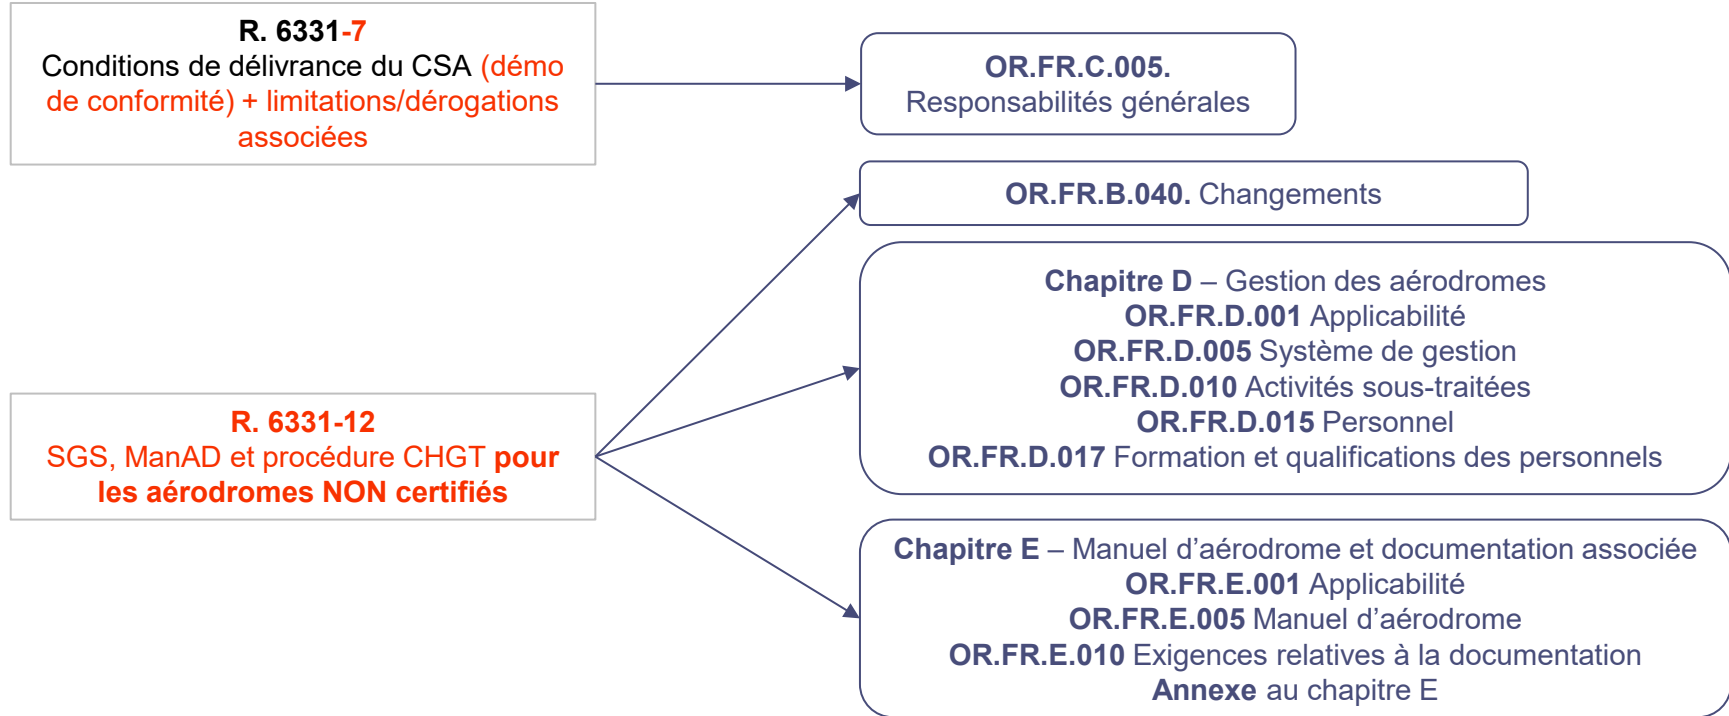 R. 6331-7
Conditions de délivrance du CSA (démo
de conformité) + limitations/dérogations
associées
OR.FR.C.005.
Responsabilités générales
OR.FR.B.040. Changements
Chapitre D – Gestion des aérodromes
OR.FR.D.001 Applicabilité
OR.FR.D.005 Système de gestion
OR.FR.D.010 Activités sous-traitées
OR.FR.D.015 Personnel
OR.FR.D.017 Formation et qualifications des personnels
R. 6331-12
SGS, ManAD et procédure CHGT pour
les aérodromes NON certifiés
Chapitre E – Manuel d’aérodrome et documentation associée
OR.FR.E.001 Applicabilité
OR.FR.E.005 Manuel d’aérodrome
OR.FR.E.010 Exigences relatives à la documentation
Annexe au chapitre E